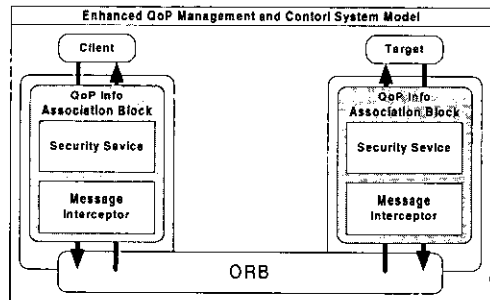 Enhanced QoP Management and Contorl System Model
Client
Target
QoP Info
Association Block
Security Sevice
Message
Interceptor
QoP Info
Association Block
Security Sevice
Message
Interceptor
ORB